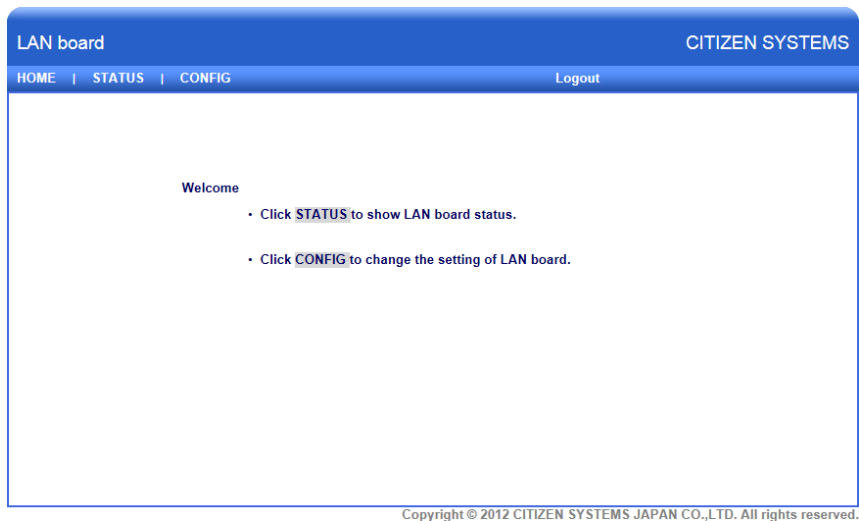 LAN board CITIZEN SYSTEMS
HOME | STATUS | CONFIG Logout
Welcome
• Click STATUS to show LAN board status.
• Click CONFIG to change the setting of LAN board.
Copyright © 2012 CITIZEN SYSTEMS JAPAN CO.,LTD. All rights reserved.